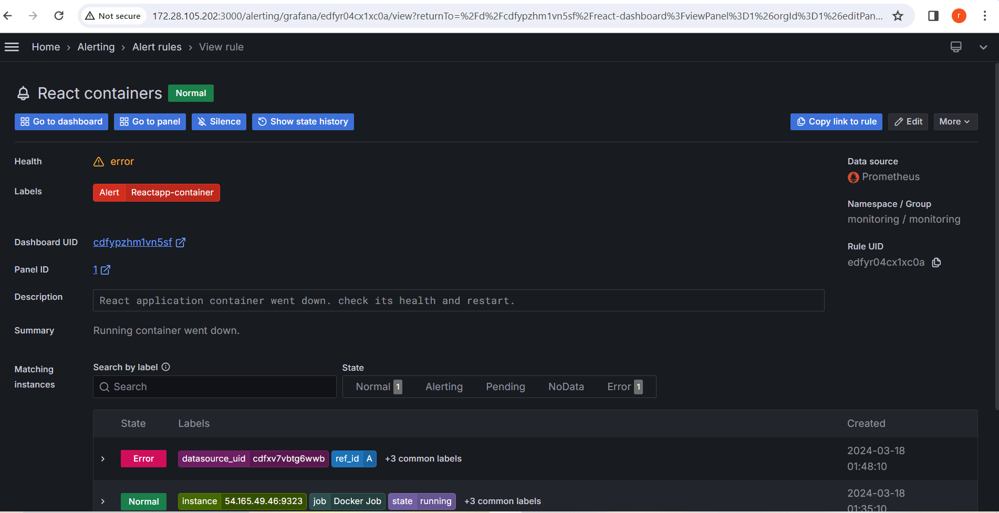 Not secure 172.28.105.202:3000/alerting/grafana/edfyr04cx1xc0a/view?returnTo=%2Fd%2Fcdfypzhm1vn5sf%2Freact-dashboard%3FviewPanel%3D1%26orgId%3D1%26editPan... r
Home > Alerting > Alert rules > View rule
React containers Normal
Go to dashboard Go to panel Silence Show state history Copy link to rule Edit More
Health error
Labels Alert Reactapp-container
Dashboard UID cdfypzhm1vn5sf
Panel ID 1
Description React application container went down. check its health and restart.
Summary Running container went down.
Data source
Prometheus
Namespace / Group
monitoring / monitoring
Rule UID
edfyr04cx1xc0a
Matching
instances
Search by label State
Search Normal 1 Alerting Pending NoData Error 1
State Labels Created
Error datasource_uid cdfxv7vbtg6wwb ref_id A +3 common labels 2024-03-18
01:48:10
Normal instance 54.165.49.46:9323 job Docker Job state running +3 common labels 2024-03-18
01:35:10